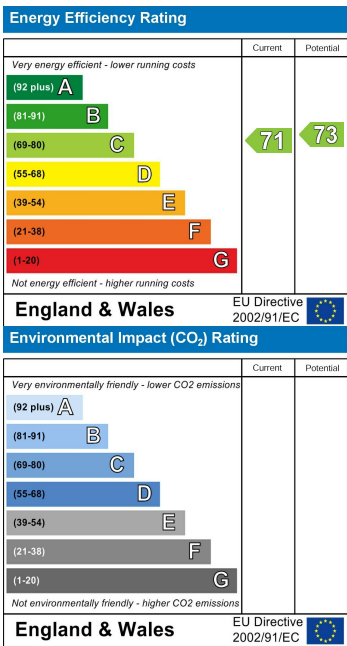 Energy Efficiency Rating
Current Potential
Very energy efficient - lower running costs
(92 plus) A
(81-91) B
(69-80) C
71 73
(55-68) D
(39-54) E
(21-38) F
(1-20) G
Not energy efficient - higher running costs
England & Wales
EU Directive
2002/91/EC
Environmental Impact (CO₂) Rating
Current Potential
Very environmentally friendly - lower CO2 emissions
(92 plus) A
(81-91) B
(69-80) C
(55-68) D
(39-54) E
(21-38) F
(1-20) G
Not environmentally friendly - higher CO2 emissions
England & Wales
EU Directive
2002/91/EC